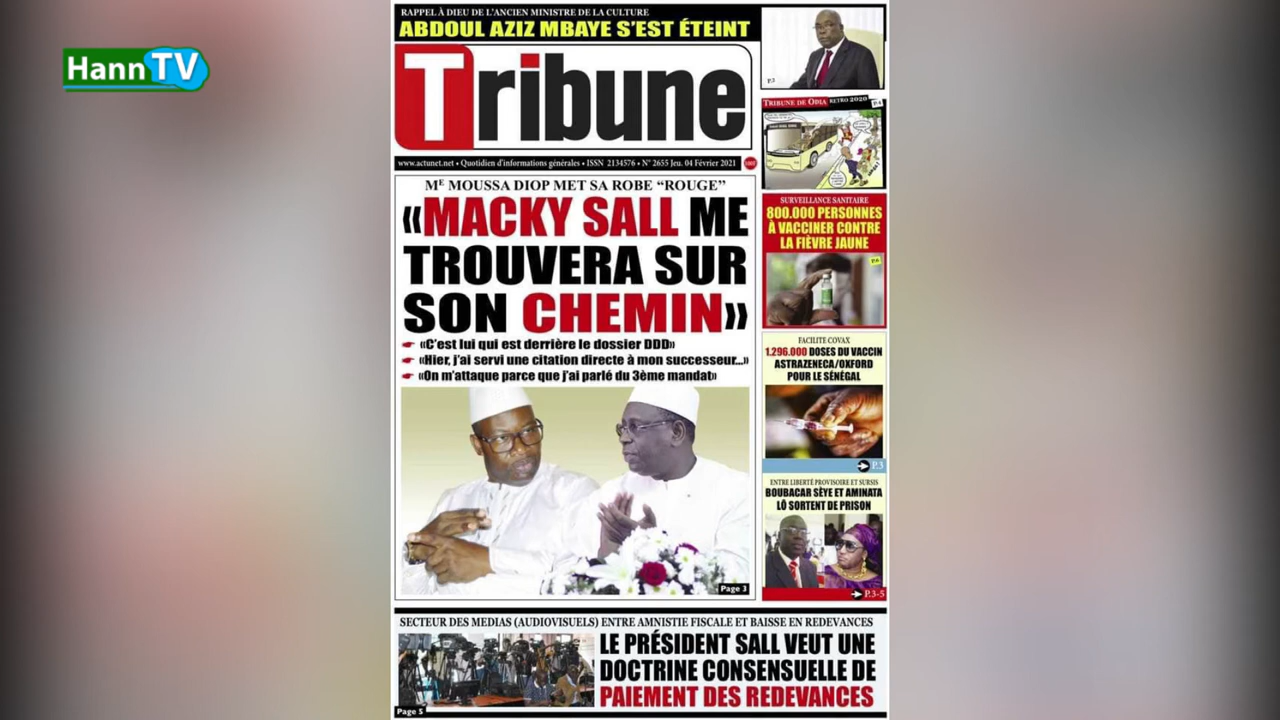 HannTV
RAPPEL À DIEU DE L'ANCIEN MINISTRE DE LA CULTURE
ABDOUL AZIZ MBAYE S'EST ÉTEINT
P.3
Tribune
www.actunet.net • Quotidien d'informations générales • ISSN 2134576 • N° 2655 Jeu. 04 Février 2021
TRIBUNE DE ODIA RETRO 2020 P.4
ME MOUSSA DIOP MET SA ROBE “ROUGE”
«MACKY SALL ME
TROUVERA SUR
SON CHEMIN»
«C'est lui qui est derrière le dossier DDD»
«Hier, j'ai servi une citation directe à mon successeur...»
«On m'attaque parce que j'ai parlé du 3ème mandat»
Page 3
SURVEILLANCE SANITAIRE
800.000 PERSONNES
À VACCINER CONTRE
LA FIÈVRE JAUNE
P.6
FACILITE COVAX
1.296.000 DOSES DU VACCIN
ASTRAZENECA/OXFORD
POUR LE SÉNÉGAL
P.3
ENTRE LIBERTÉ PROVISOIRE ET SURSIS
BOUBACAR SÈYE ET AMINATA
LÔ SORTENT DE PRISON
P.3-5
SECTEUR DES MEDIAS (AUDIOVISUELS) ENTRE AMNISTIE FISCALE ET BAISSE EN REDEVANCES
LE PRÉSIDENT SALL VEUT UNE
DOCTRINE CONSENSUELLE DE
PAIEMENT DES REDEVANCES
Page 5